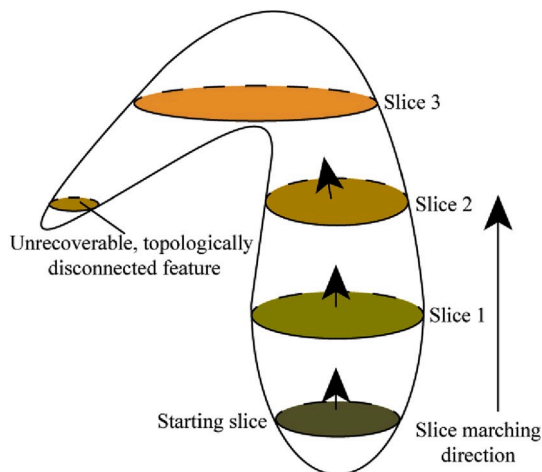 Slice 3
Slice 2
Unrecoverable, topologically
disconnected feature
Slice 1
Starting slice
Slice marching
direction